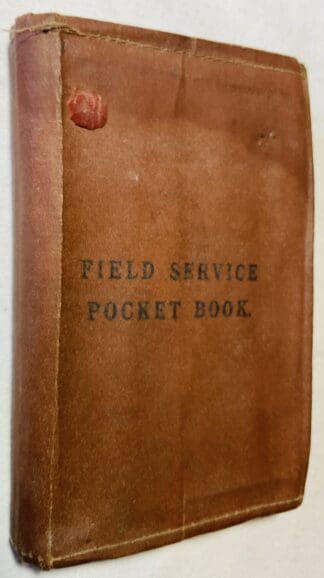 FIELD SERVICE
POCKET BOOK.